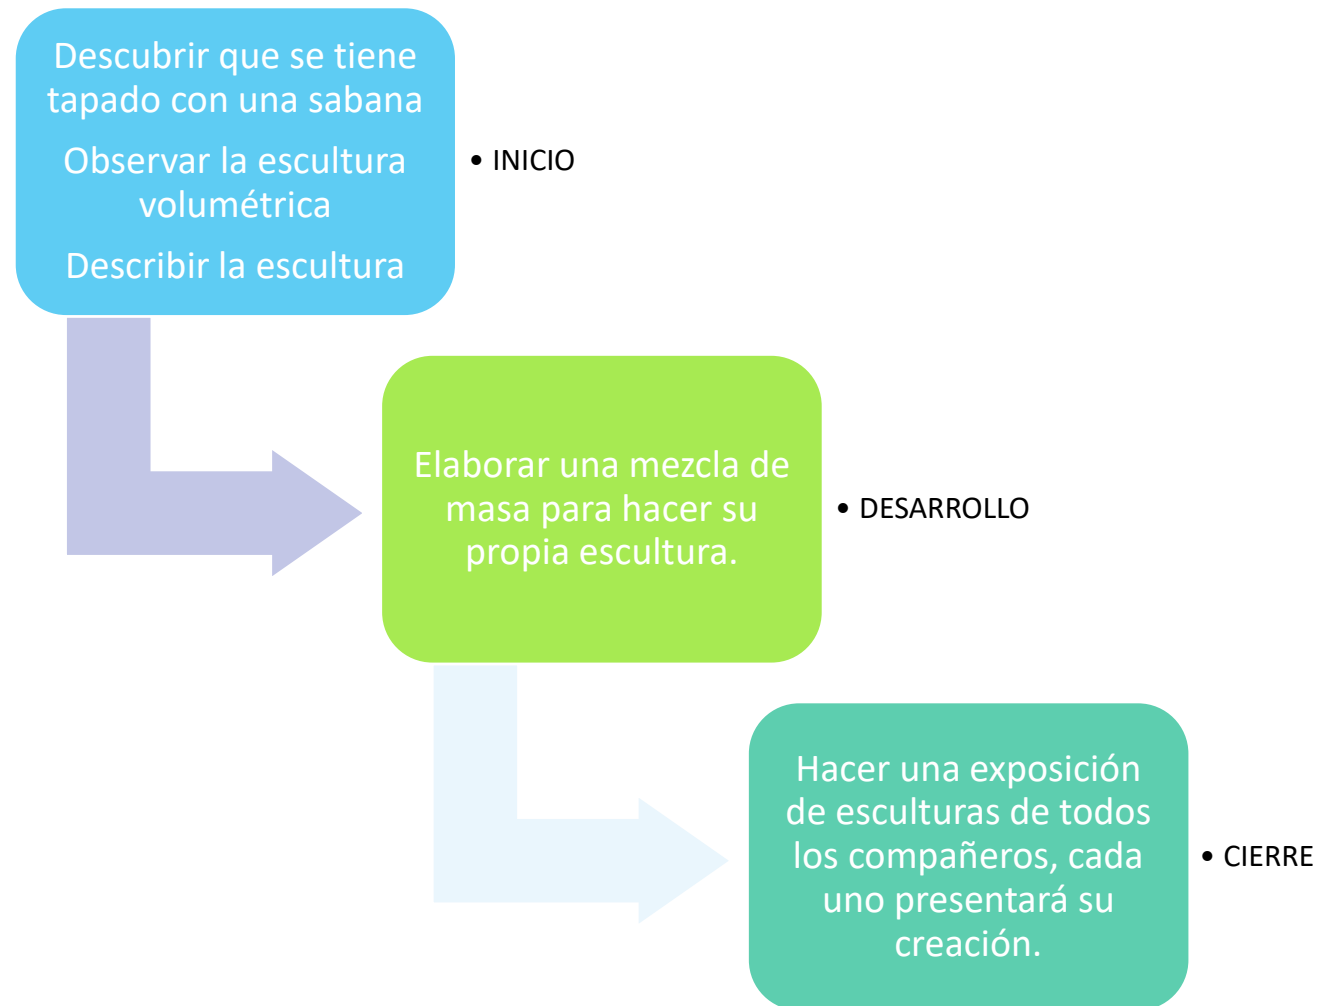 Descubrir que se tiene
tapado con una sabana
Observar la escultura
volumétrica
Describir la escultura
• INICIO
Elaborar una mezcla de
masa para hacer su
propia escultura.
• DESARROLLO
Hacer una exposición
de esculturas de todos
los compañeros, cada
uno presentará su
creación.
• CIERRE